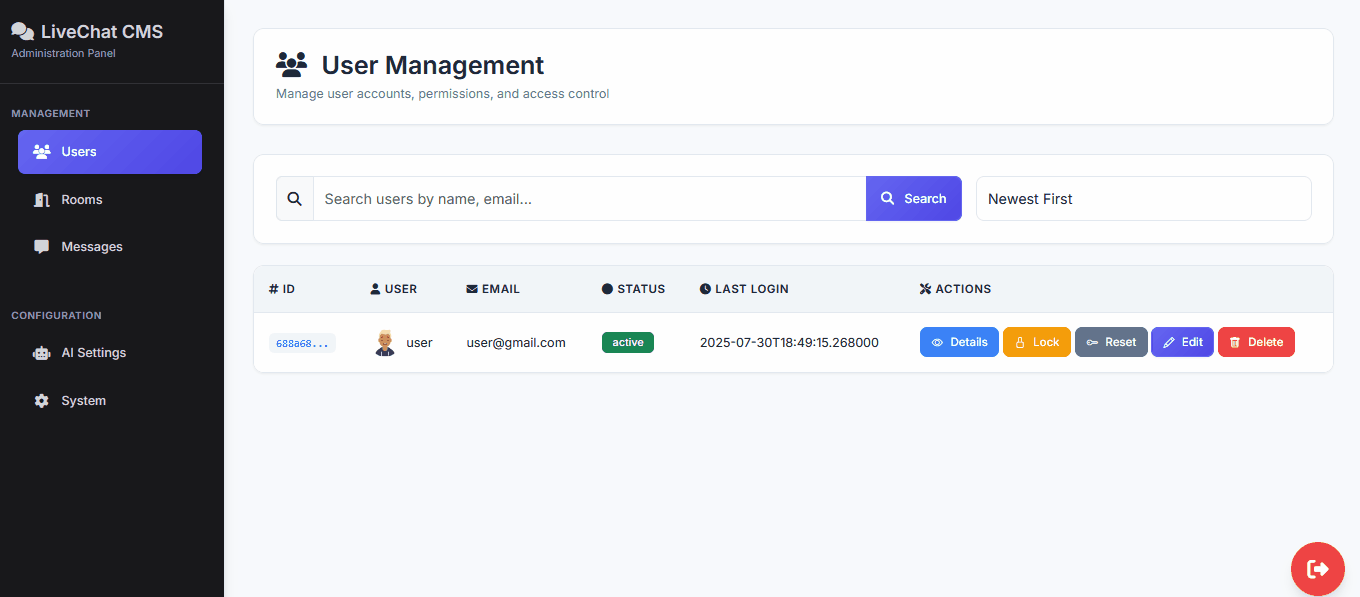 LiveChat CMS
Administration Panel
MANAGEMENT
Users
Rooms
Messages
CONFIGURATION
AI Settings
System
User Management
Manage user accounts, permissions, and access control
Search users by name, email...
Search
Newest First
# ID USER EMAIL STATUS LAST LOGIN ACTIONS
688a68... user user@gmail.com active 2025-07-30T18:49:15.268000 Details Lock Reset Edit Delete